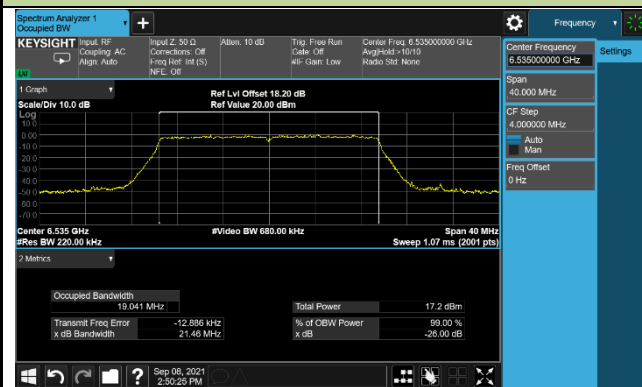 Spectrum Analyzer 1
Occupied BW
Frequency
KEYSIGHT
Input: RF
Coupling: AC
Align: Auto
Input Z: 50 Ω
Corrections: Off
Freq Ref: Int (S)
NFE: Off
Atten: 10 dB
Trig: Free Run
Gate: Off
#IF Gain: Low
Center Freq: 6.535000000 GHz
Avg|Hold:>10/10
Radio Std: None
LXI
Center Frequency
6.535000000 GHz
Settings
Span
40.000 MHz
CF Step
4.000000 MHz
Auto
Man
Freq Offset
0 Hz
1 Graph
Scale/Div 10.0 dB
Ref Lvl Offset 18.20 dB
Ref Value 20.00 dBm
Log
10.0
0.00
-10.0
-20.0
-30.0
-40.0
-50.0
-60.0
-70.0
Center 6.535 GHz
#Video BW 680.00 kHz
Span 40 MHz
#Res BW 220.00 kHz
Sweep 1.07 ms (2001 pts)
2 Metrics
Occupied Bandwidth
19.041 MHz
Total Power 17.2 dBm
Transmit Freq Error -12.886 kHz
% of OBW Power 99.00 %
x dB Bandwidth 21.46 MHz
x dB -26.00 dB
?
Sep 08, 2021
2:50:25 PM